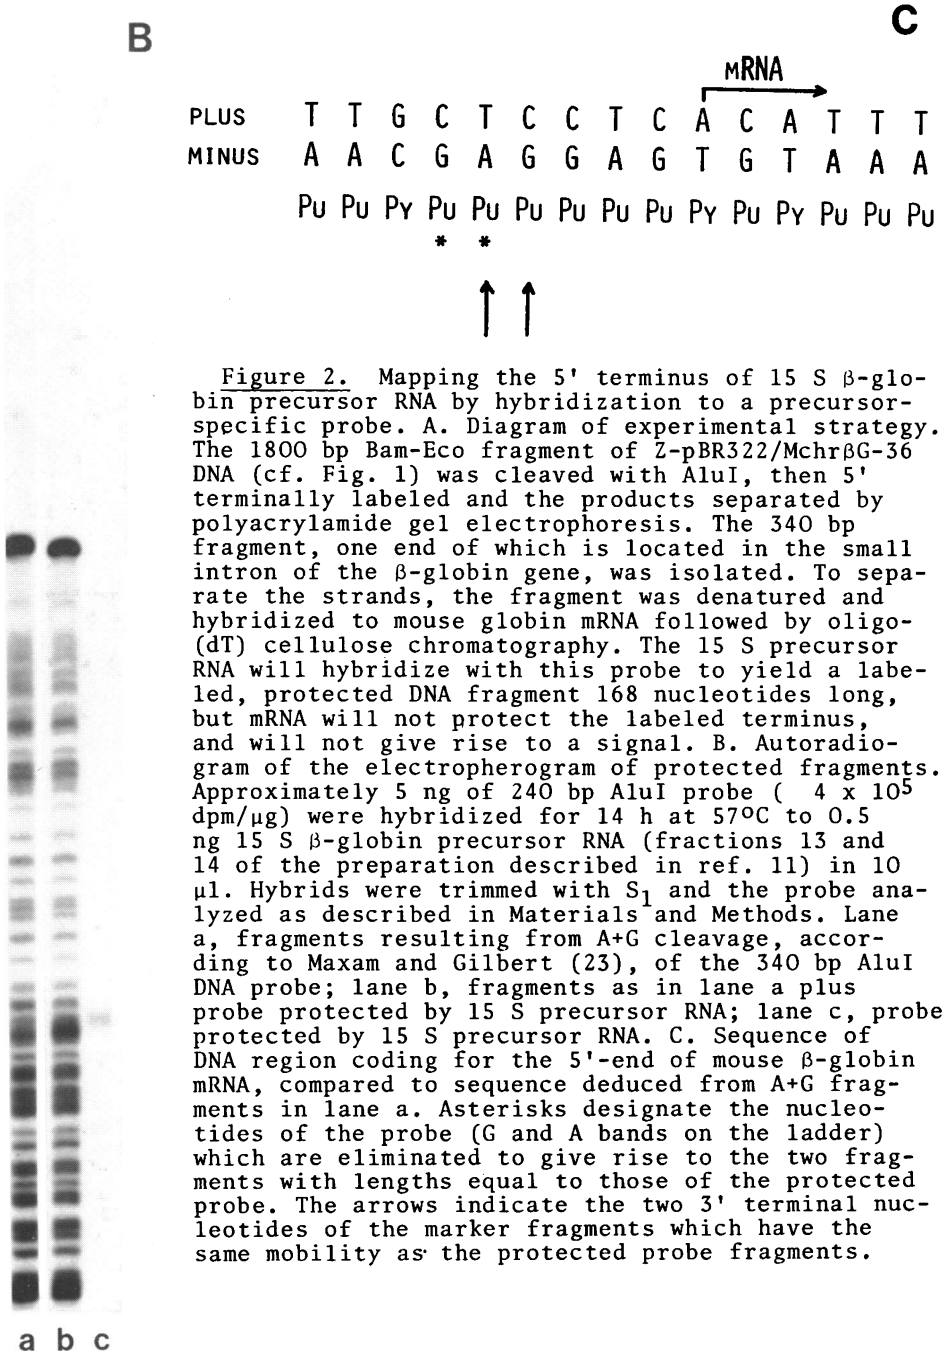 B
C
mRNA
PLUS T T G C T C C T C A C A T T T
MINUS A A C G A G G A G T G T A A A
Pu Pu Py Pu Pu Pu Pu Pu Pu Py Pu Py Pu Pu Pu
* *
Figure 2. Mapping the 5' terminus of 15 S β-glo-
bin precursor RNA by hybridization to a precursor-
specific probe. A. Diagram of experimental strategy.
The 1800 bp Bam-Eco fragment of Z-pBR322/MchrβG-36
DNA (cf. Fig. 1) was cleaved with AluI, then 5'
terminally labeled and the products separated by
polyacrylamide gel electrophoresis. The 340 bp
fragment, one end of which is located in the small
intron of the β-globin gene, was isolated. To sepa-
rate the strands, the fragment was denatured and
hybridized to mouse globin mRNA followed by oligo-
(dT) cellulose chromatography. The 15 S precursor
RNA will hybridize with this probe to yield a labe-
led, protected DNA fragment 168 nucleotides long,
but mRNA will not protect the labeled terminus,
and will not give rise to a signal. B. Autoradio-
gram of the electropherogram of protected fragments.
Approximately 5 ng of 240 bp AluI probe ( 4 x 10⁵
dpm/μg) were hybridized for 14 h at 57ºC to 0.5
ng 15 S β-globin precursor RNA (fractions 13 and
14 of the preparation described in ref. 11) in 10
μl. Hybrids were trimmed with S₁ and the probe ana-
lyzed as described in Materials and Methods. Lane
a, fragments resulting from A+G cleavage, accor-
ding to Maxam and Gilbert (23), of the 340 bp AluI
DNA probe; lane b, fragments as in lane a plus
probe protected by 15 S precursor RNA; lane c, probe
protected by 15 S precursor RNA. C. Sequence of
DNA region coding for the 5'-end of mouse β-globin
mRNA, compared to sequence deduced from A+G frag-
ments in lane a. Asterisks designate the nucleo-
tides of the probe (G and A bands on the ladder)
which are eliminated to give rise to the two frag-
ments with lengths equal to those of the protected
probe. The arrows indicate the two 3' terminal nuc-
leotides of the marker fragments which have the
same mobility as the protected probe fragments.
a b c